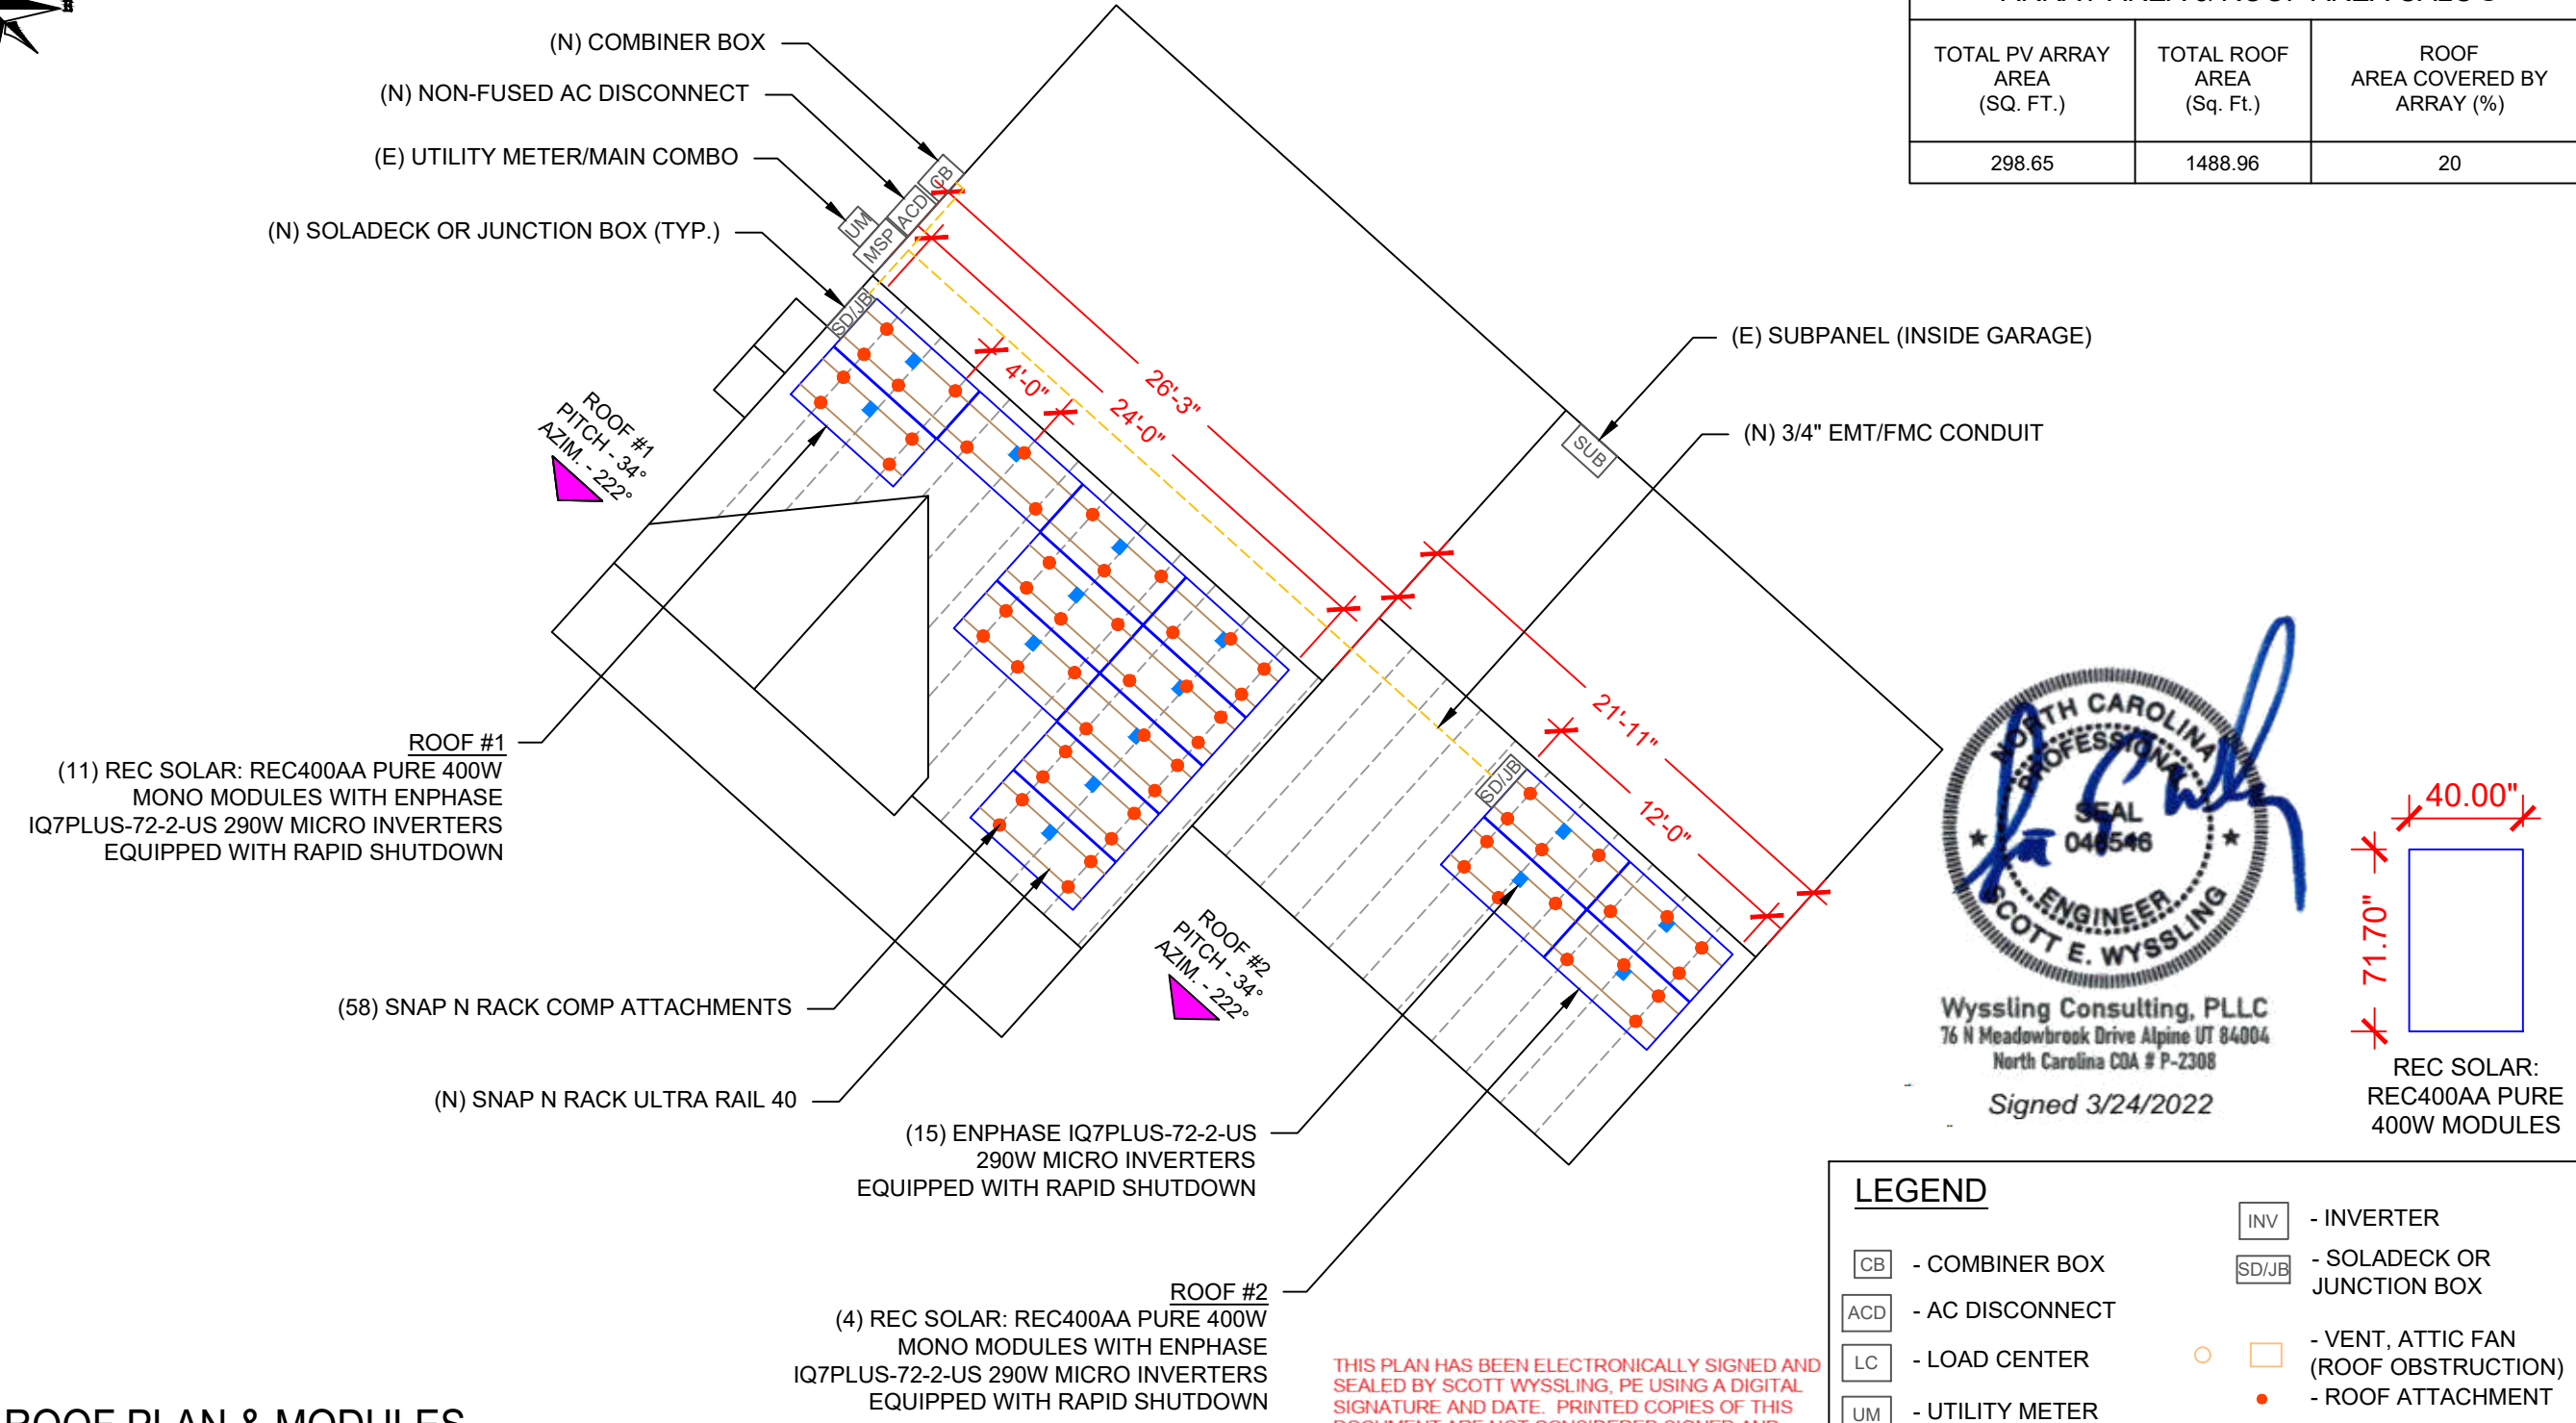 (N) COMBINER BOX
(N) NON-FUSED AC DISCONNECT
(E) UTILITY METER/MAIN COMBO
(N) SOLADECK OR JUNCTION BOX (TYP.)
CB
ACD
UM
MSP
SD/JB
TOTAL PV ARRAY
AREA
(SQ. FT.)
TOTAL ROOF
AREA
(Sq. Ft.)
ROOF
AREA COVERED BY
ARRAY (%)
298.65
1488.96
20
(E) SUBPANEL (INSIDE GARAGE)
(N) 3/4" EMT/FMC CONDUIT
SUB
4'-0"
26'-3"
24'-0"
21'-11"
12'-0"
SD/JB
ROOF #1
PITCH - 34°
AZIM. - 222°
ROOF #1
(11) REC SOLAR: REC400AA PURE 400W
MONO MODULES WITH ENPHASE
IQ7PLUS-72-2-US 290W MICRO INVERTERS
EQUIPPED WITH RAPID SHUTDOWN
ROOF #2
PITCH - 34°
AZIM. - 222°
(58) SNAP N RACK COMP ATTACHMENTS
(N) SNAP N RACK ULTRA RAIL 40
(15) ENPHASE IQ7PLUS-72-2-US
290W MICRO INVERTERS
EQUIPPED WITH RAPID SHUTDOWN
ROOF #2
(4) REC SOLAR: REC400AA PURE 400W
MONO MODULES WITH ENPHASE
IQ7PLUS-72-2-US 290W MICRO INVERTERS
EQUIPPED WITH RAPID SHUTDOWN
NORTH CAROLINA
PROFESSIONAL
SEAL
046546
ENGINEER
SCOTT E. WYSSLING
Wyssling Consulting, PLLC
76 N Meadowbrook Drive Alpine UT 84004
North Carolina COA # P-2308
Signed 3/24/2022
40.00"
71.70"
REC SOLAR:
REC400AA PURE
400W MODULES
LEGEND
CB - COMBINER BOX
ACD - AC DISCONNECT
LC - LOAD CENTER
UM - UTILITY METER
INV - INVERTER
SD/JB - SOLADECK OR
JUNCTION BOX
- VENT, ATTIC FAN
(ROOF OBSTRUCTION)
- ROOF ATTACHMENT
THIS PLAN HAS BEEN ELECTRONICALLY SIGNED AND
SEALED BY SCOTT WYSSLING, PE USING A DIGITAL
SIGNATURE AND DATE. PRINTED COPIES OF THIS
DOCUMENT ARE NOT CONSIDERED SIGNED AND
ROOF PLAN & MODULES